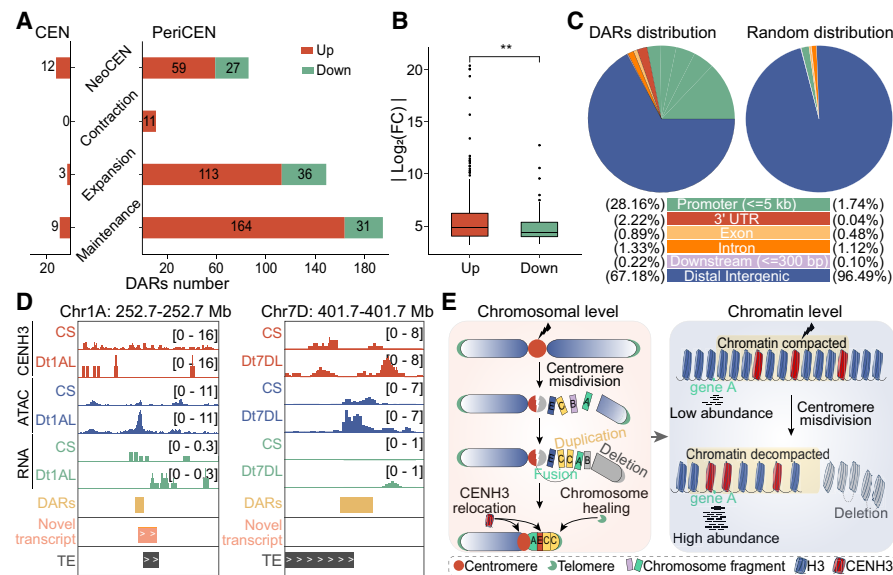 A
CEN
PeriCEN
Up
Down
12
NeoCEN
59
27
0
Contraction
11
3
Expansion
113
36
9
Maintenance
164
31
20
20
60
100
140
180
DARs number
B
**
| Log₂(FC) |
20
15
10
5
Up
Down
C
DARs distribution
Random distribution
(28.16%) Promoter (<=5 kb) (1.74%)
(2.22%) 3' UTR (0.04%)
(0.89%) Exon (0.48%)
(1.33%) Intron (1.12%)
(0.22%) Downstream (<=300 bp) (0.10%)
(67.18%) Distal Intergenic (96.49%)
D
Chr1A: 252.7-252.7 Mb
Chr7D: 401.7-401.7 Mb
CENH3
CS
[0 - 16]
CS
[0 - 8]
Dt1AL
[0 - 16]
Dt7DL
[0 - 8]
ATAC
CS
[0 - 11]
CS
[0 - 7]
Dt1AL
[0 - 11]
Dt7DL
[0 - 7]
RNA
CS
[0 - 0.3]
CS
[0 - 1]
Dt1AL
[0 - 0.3]
Dt7DL
[0 - 1]
DARs
DARs
Novel transcript
> >
Novel transcript
TE
> >
TE
> > > > > > >
E
Chromosomal level
Centromere misdivision
E C B A
Duplication
E C C A B
Deletion
Fusion
CENH3 relocation
Chromosome healing
A E C C
Chromatin level
Chromatin compacted
gene A
Low abundance
Centromere misdivision
Chromatin decompacted
gene A
Deletion
High abundance
Centromere
Telomere
Chromosome fragment
H3
CENH3